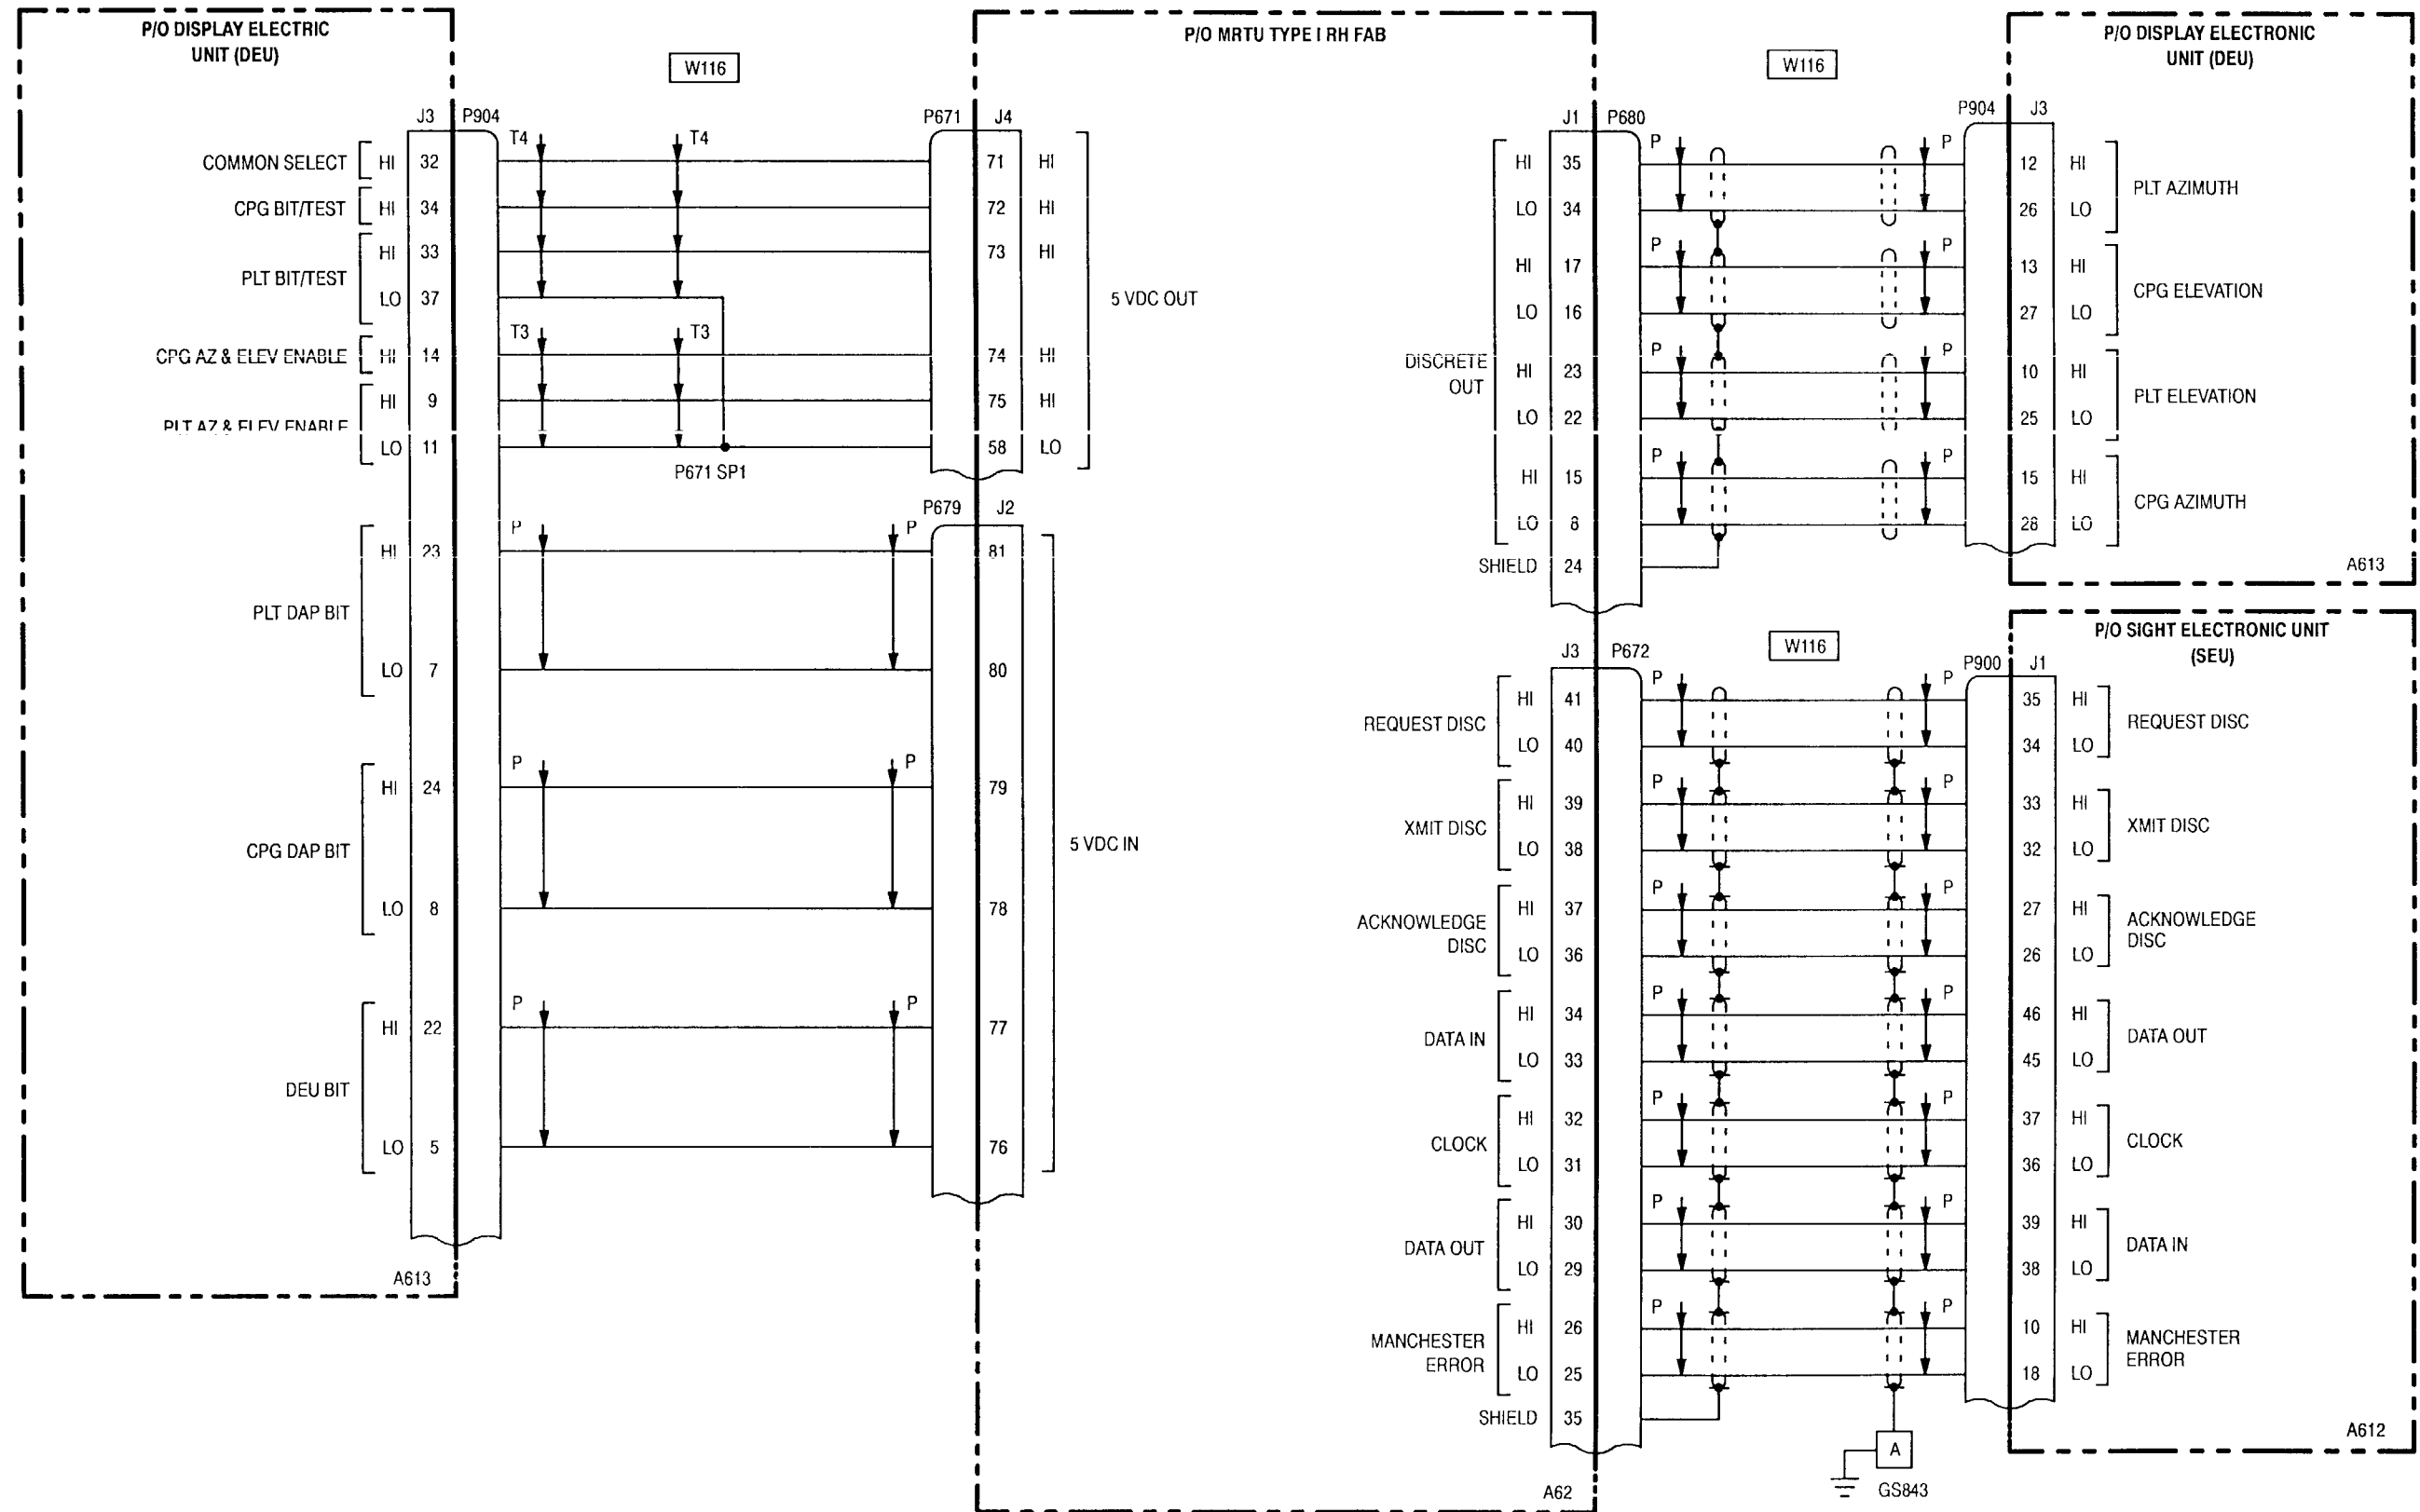 P/O DISPLAY ELECTRIC
UNIT (DEU)
W116
J3 P904
P671 J4
T4 T4
COMMON SELECT HI 32
71 HI
CPG BIT/TEST HI 34
72 HI
PLT BIT/TEST
HI 33
73 HI
LO 37
T3 T3
CPG AZ & ELEV ENABLE HI 14
74 HI
PLT AZ & ELEV ENABLE
HI 9
75 HI
LO 11
58 LO
P671 SP1
5 VDC OUT
P679 J2
PLT DAP BIT
HI 23 P P 81
LO 7 80
CPG DAP BIT
HI 24 P P 79
LO 8 78
DEU BIT
HI 22 P P 77
LO 5 76
5 VDC IN
A613
P/O MRTU TYPE I RH FAB
W116
P/O DISPLAY ELECTRONIC
UNIT (DEU)
J1 P680
P904 J3
DISCRETE
OUT
HI 35 P P 12 HI
LO 34 26 LO
PLT AZIMUTH
HI 17 P P 13 HI
LO 16 27 LO
CPG ELEVATION
HI 23 P P 10 HI
LO 22 25 LO
PLT ELEVATION
HI 15 P P 15 HI
LO 8 28 LO
CPG AZIMUTH
SHIELD 24
A613
W116
P/O SIGHT ELECTRONIC UNIT
(SEU)
J3 P672
P900 J1
REQUEST DISC
HI 41 P P 35 HI
LO 40 34 LO
REQUEST DISC
XMIT DISC
HI 39 P P 33 HI
LO 38 32 LO
XMIT DISC
ACKNOWLEDGE
DISC
HI 37 P P 27 HI
LO 36 26 LO
ACKNOWLEDGE
DISC
DATA IN
HI 34 P P 46 HI
LO 33 45 LO
DATA OUT
CLOCK
HI 32 P P 37 HI
LO 31 36 LO
CLOCK
DATA OUT
HI 30 P P 39 HI
LO 29 38 LO
DATA IN
MANCHESTER
ERROR
HI 26 P P 10 HI
LO 25 18 LO
MANCHESTER
ERROR
SHIELD 35
A
GS843
A612
A62